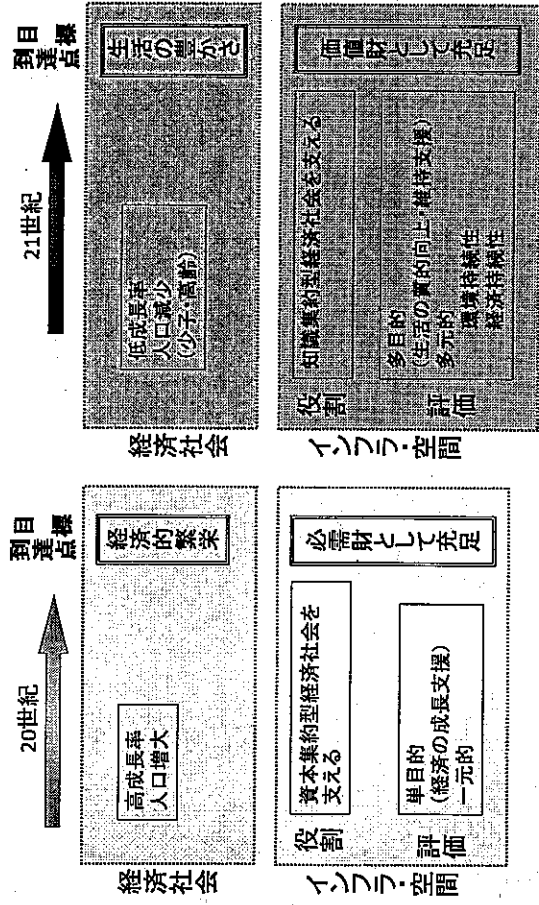 20世紀
到達点
目標
経済社会
高成長率
人口増大
経済的
繁栄
インフラ・空間
役割
資本集約型経済社会を
支える
評価
単目的
(経済の成長支援)
一元的
必需財として充足
21世紀
到達点
目標
経済社会
低成長率
人口減少
(少子・高齢)
生活の豊かさ
インフラ・空間
役割
知識集約型経済社会を支える
評価
多目的
(生活の質的向上・維持支援)
多元的
環境持続性
経済持続性
価値財として充足